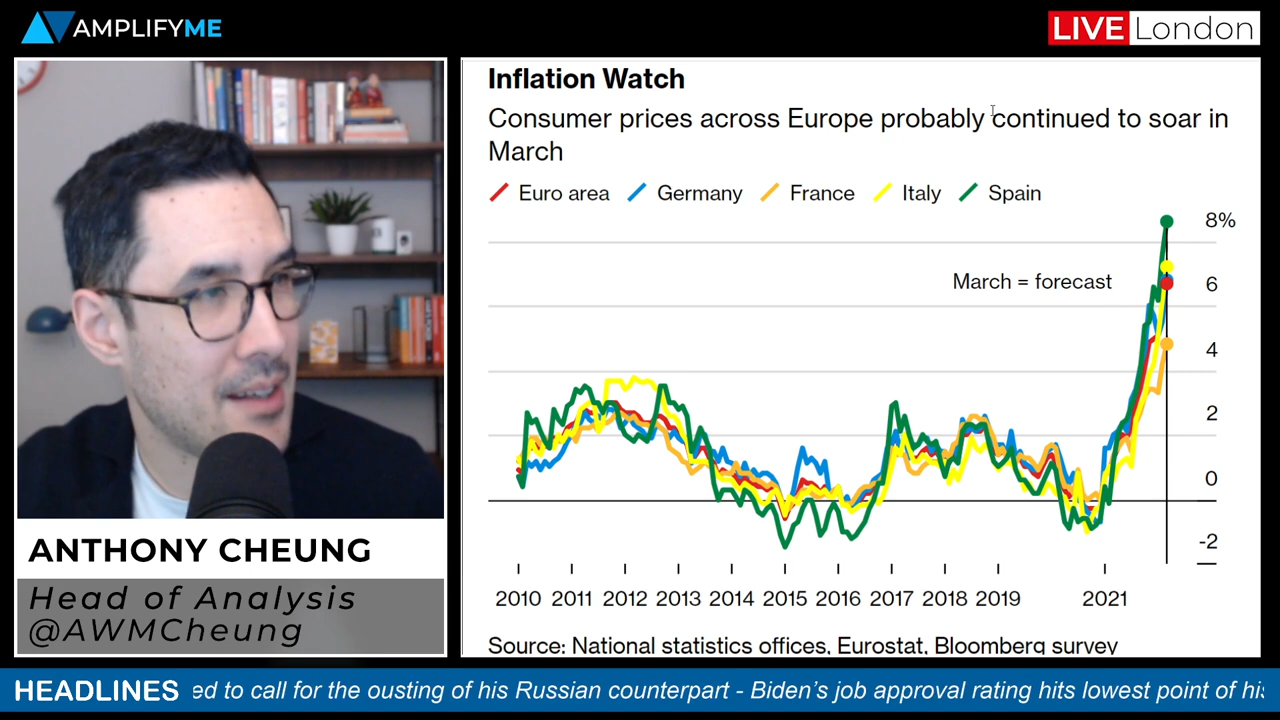 AMPLIFYME
LIVE London
Inflation Watch
Consumer prices across Europe probably continued to soar in
March
Euro area Germany France Italy Spain
8%
March = forecast
6
4
2
0
-2
2010 2011 2012 2013 2014 2015 2016 2017 2018 2019 2021
Source: National statistics offices, Eurostat, Bloomberg survey
ANTHONY CHEUNG
Head of Analysis
@AWMCheung
HEADLINES ed to call for the ousting of his Russian counterpart - Biden's job approval rating hits lowest point of his